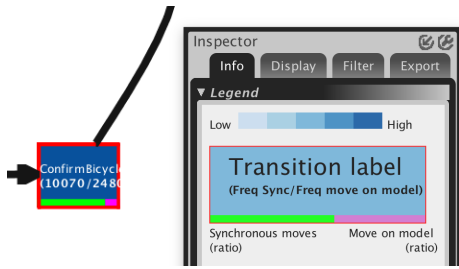 Inspector
Info Display Filter Export
▼ Legend
Low High
Transition label
(Freq Sync/Freq move on model)
Synchronous moves Move on model
(ratio) (ratio)
ConfirmBicycl
(10070/2480